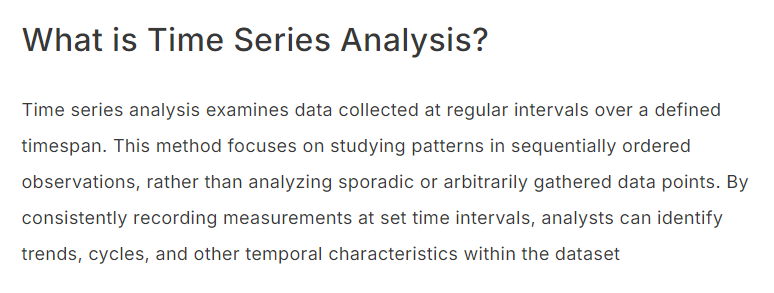 What is Time Series Analysis?
Time series analysis examines data collected at regular intervals over a defined
timespan. This method focuses on studying patterns in sequentially ordered
observations, rather than analyzing sporadic or arbitrarily gathered data points. By
consistently recording measurements at set time intervals, analysts can identify
trends, cycles, and other temporal characteristics within the dataset